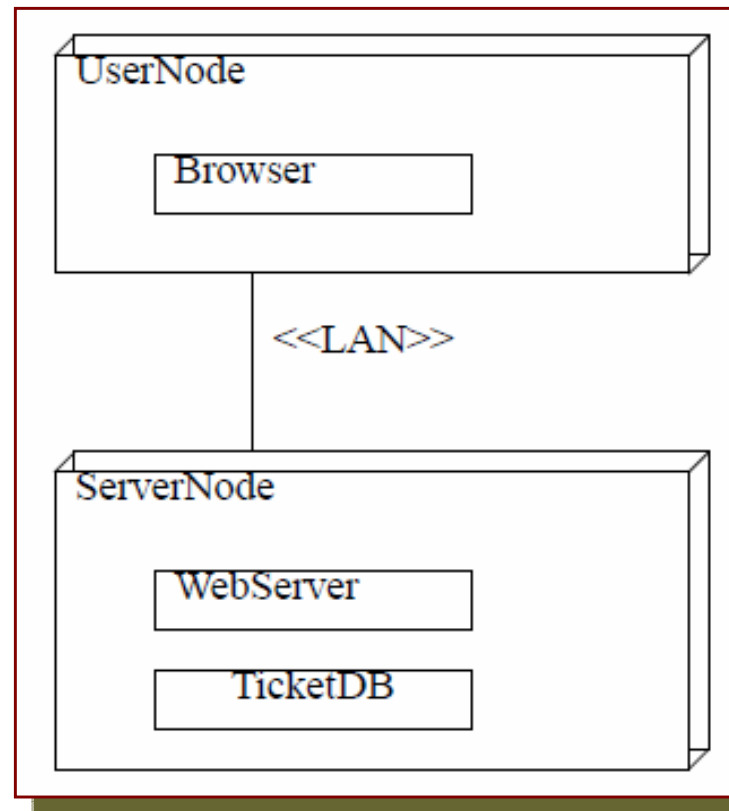 UserNode
Browser
<<LAN>>
ServerNode
WebServer
TicketDB